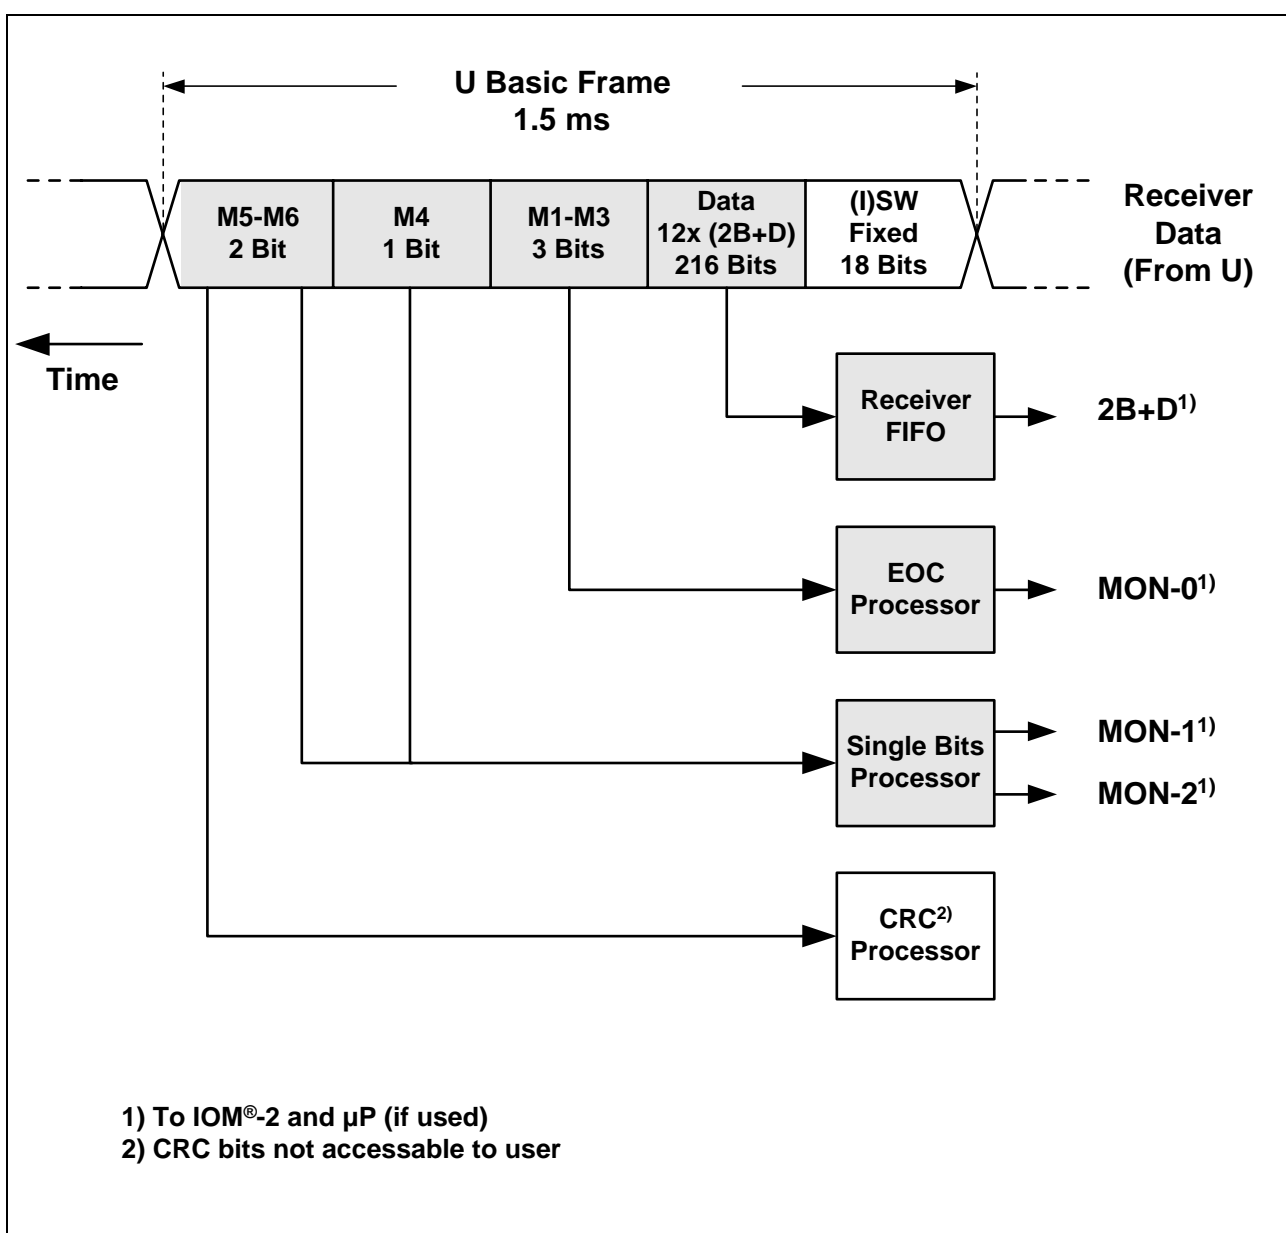 U Basic Frame
1.5 ms
M5-M6
2 Bit
M4
1 Bit
M1-M3
3 Bits
Data
12x (2B+D)
216 Bits
(I)SW
Fixed
18 Bits
Receiver
Data
(From U)
Time
Receiver
FIFO
2B+D1)
EOC
Processor
MON-01)
Single Bits
Processor
MON-11)
MON-21)
CRC2)
Processor
1) To IOM®-2 and µP (if used)
2) CRC bits not accessable to user